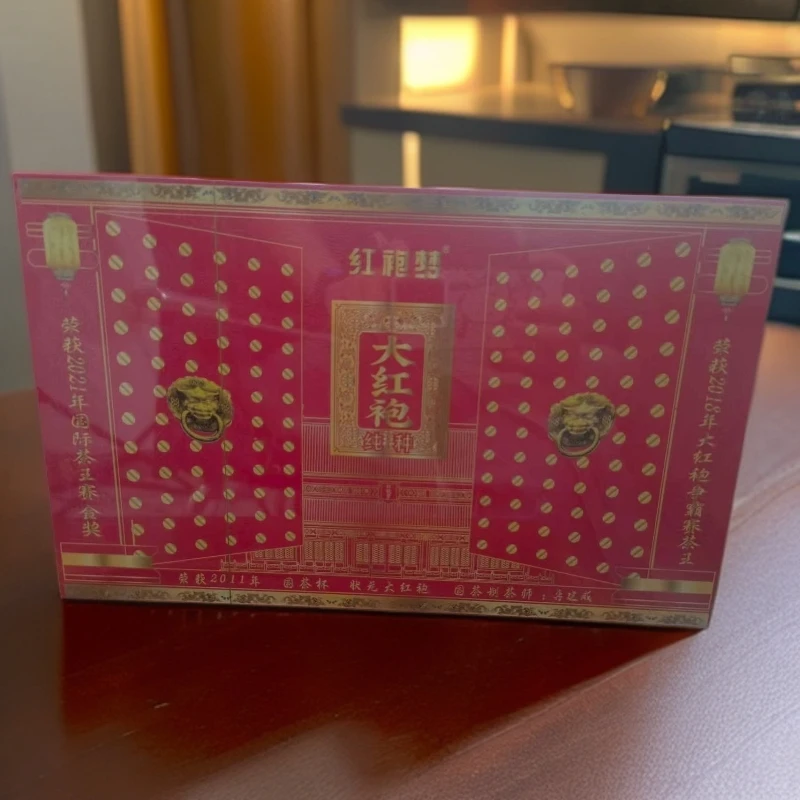 红袍梦
大红袍
纯种
荣获2021年国际茶王赛金奖
荣获2018年大红袍争霸赛茶王
荣获2011年 国茶杯 状元大红袍 国茶制茶师: